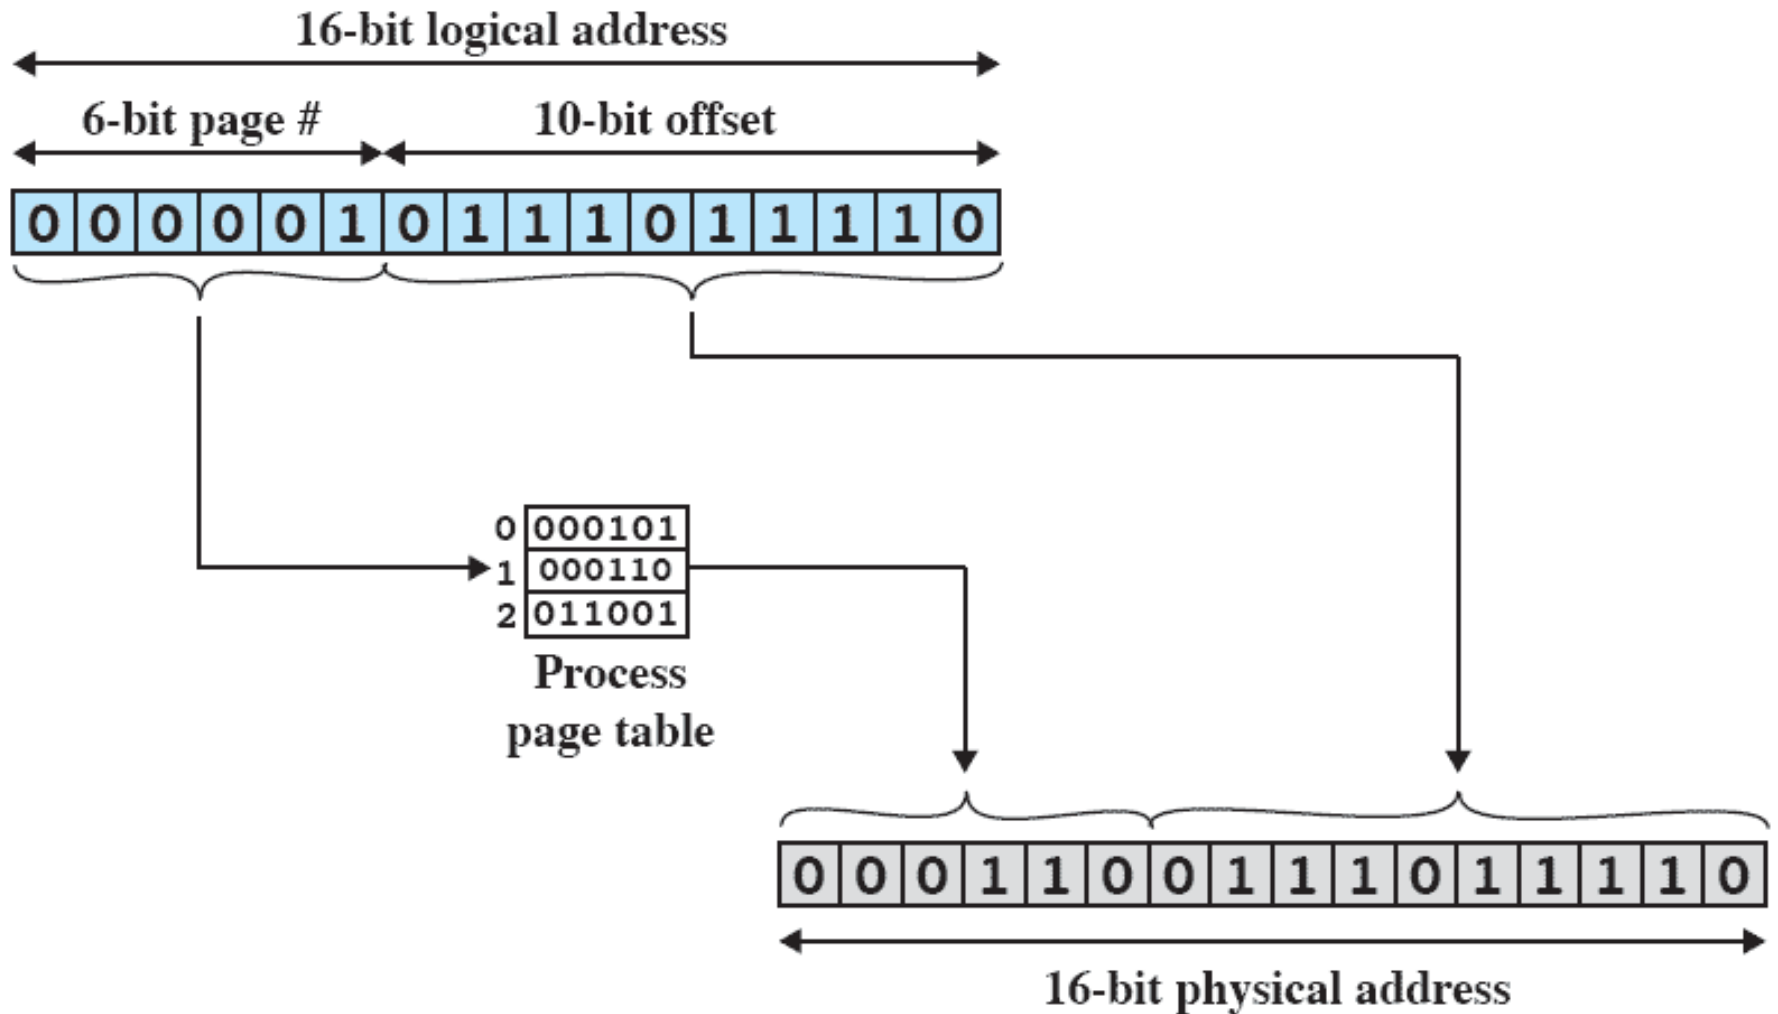 16-bit logical address
6-bit page # 10-bit offset
0 0 0 0 0 1 0 1 1 1 0 1 1 1 1 0
0 000101
1 000110
2 011001
Process
page table
0 0 0 1 1 0 0 1 1 1 0 1 1 1 1 0
16-bit physical address